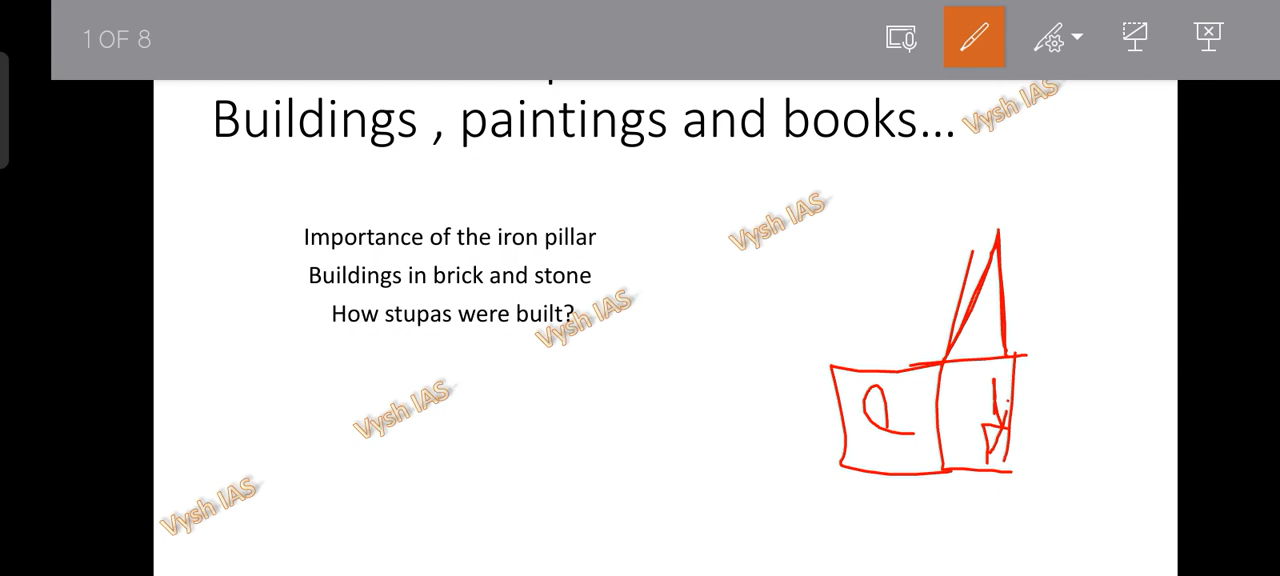 1 OF 8
Buildings , paintings and books...
Vysh IAS
Vysh IAS
Importance of the iron pillar
Buildings in brick and stone
How stupas were built?
Vysh IAS
Vysh IAS
Vysh IAS